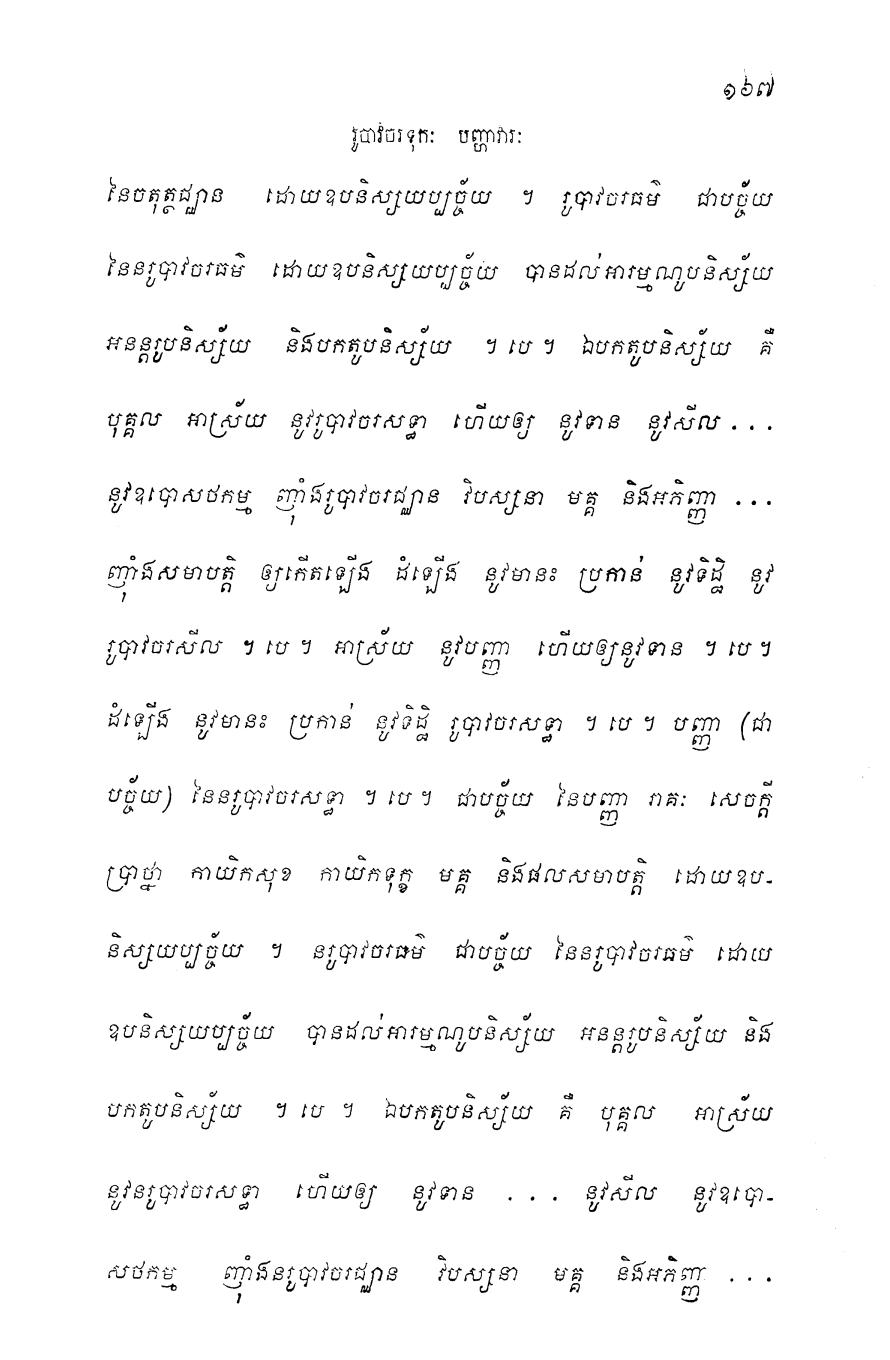 ១៦៧
រូបាវចរទុកៈ បញ្ហាវារៈ
នៃចតុត្ថជ្ឈាន ដោយឧបនិស្សយប្បច្ច័យ ។ រូបាវចរធម៌ ជាបច្ច័យ
នៃនរូបាវចរធម៌ ដោយឧបនិស្សយប្បច្ច័យ បានដល់អារម្មណូបនិស្ស័យ
អនន្តរូបនិស្ស័យ និងបកតូបនិស្ស័យ ។ បេ ។ ឯបកតូបនិស្ស័យ គឺ
បុគ្គល អាស្រ័យ នូវរូបាវចរសទ្ធា ហើយឲ្យ នូវទាន នូវសីល ...
នូវឧបោសថកម្ម ញុំាងរូបាវចរជ្ឈាន វិបស្សនា មគ្គ និងអភិញ្ញា ...
ញុំាងសមាបត្តិ ឲ្យកើតឡើង ដំឡើង នូវមានះ ប្រកាន់ នូវទិដ្ឋិ នូវ
រូបាវចរសីល ។ បេ ។ អាស្រ័យ នូវបញ្ញា ហើយឲ្យនូវទាន ។ បេ ។
ដំឡើង នូវមានះ ប្រកាន់ នូវទិដ្ឋិ រូបាវចរសទ្ធា ។ បេ ។ បញ្ញា (ជា
បច្ច័យ) នៃនរូបាវចរសទ្ធា ។ បេ ។ ជាបច្ច័យ នៃបញ្ញា រាគៈ សេចក្តី
ប្រាថ្នា កាយិកសុខ កាយិកទុក្ខ មគ្គ និងផលសមាបត្តិ ដោយឧប-
និស្សយប្បច្ច័យ ។ នរូបាវចរធម៌ ជាបច្ច័យ នៃនរូបាវចរធម៌ ដោយ
ឧបនិស្សយប្បច្ច័យ បានដល់អារម្មណូបនិស្ស័យ អនន្តរូបនិស្ស័យ និង
បកតូបនិស្ស័យ ។ បេ ។ ឯបកតូបនិស្ស័យ គឺ បុគ្គល អាស្រ័យ
នូវនរូបាវចរសទ្ធា ហើយឲ្យ នូវទាន ... នូវសីល នូវឧបោ-
សថកម្ម ញុំាងនរូបាវចរជ្ឈាន វិបស្សនា មគ្គ និងអភិញ្ញា ...